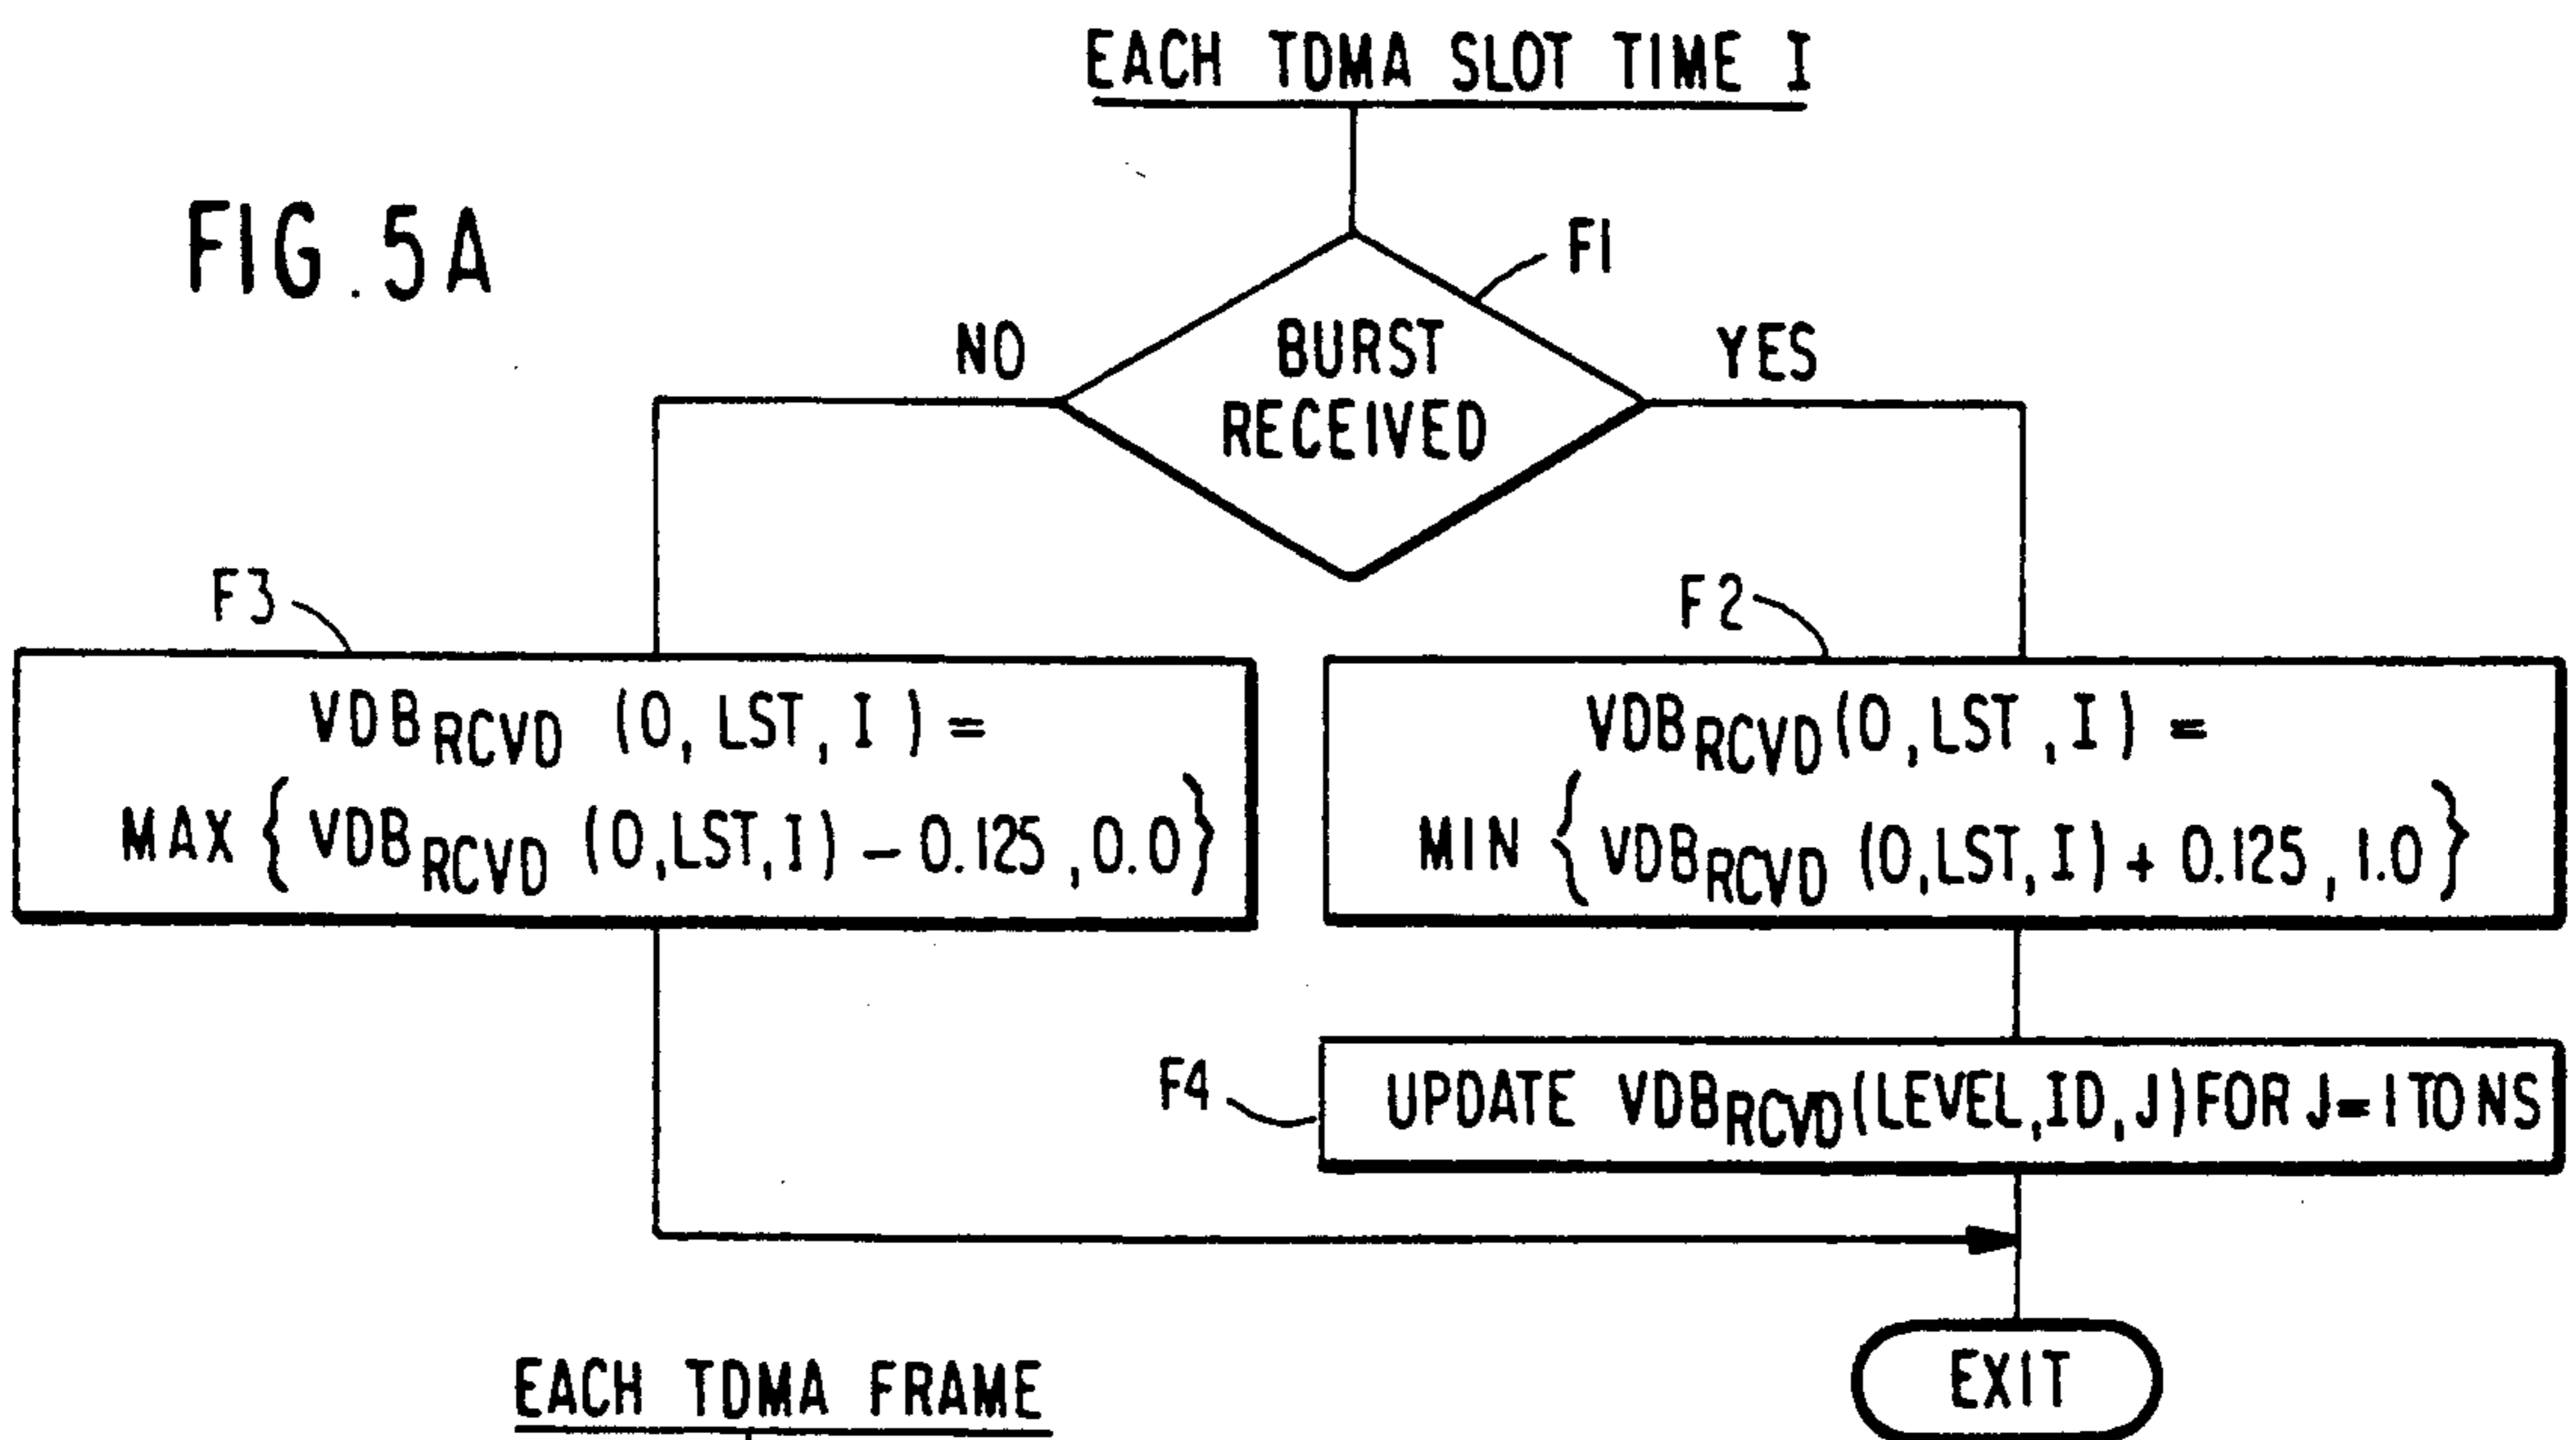 EACH TDMA SLOT TIME I
FIG. 5A
F1
NO
BURST
RECEIVED
YES
F3
VDB RCVD (0, LST, I) =
MAX { VDB RCVD (0, LST, I) - 0.125, 0.0 }
F2
VDB RCVD (0, LST, I) =
MIN { VDB RCVD (0, LST, I) + 0.125, 1.0 }
F4
UPDATE VDB RCVD (LEVEL, ID, J) FOR J=1 TO NS
EXIT
EACH TDMA FRAME